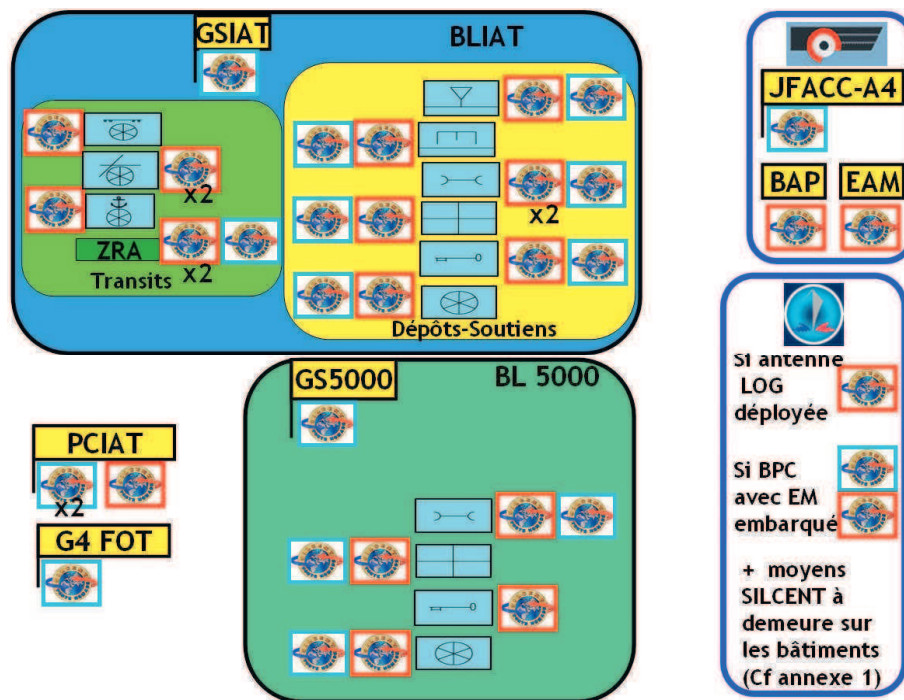 GSIAT
BLIAT
x2
ZRA
x2
Transits
x2
Dépôts-Soutiens
JFACC-A4
BAP
EAM
GS5000
BL 5000
PCIAT
x2
G4 FOT
Si antenne
LOG
déployée
Si BPC
avec EM
embarqué
+ moyens
SILCENT à
demeure sur
les bâtiments
(Cf annexe 1)